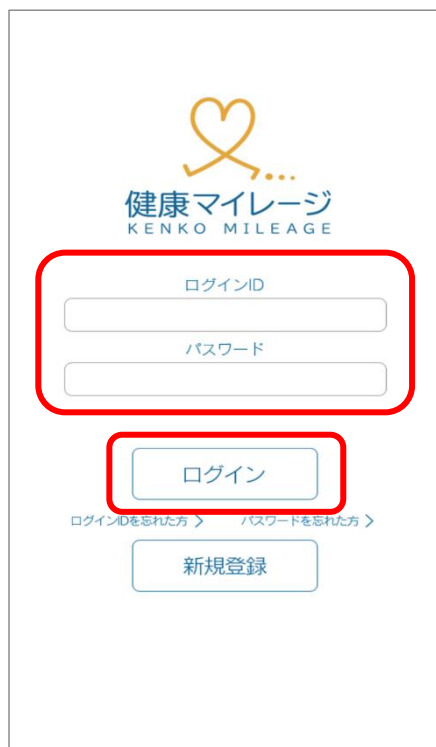 健康マイレージ
KENKO MILEAGE
ログインID
パスワード
ログイン
ログインIDを忘れた方 > パスワードを忘れた方 >
新規登録